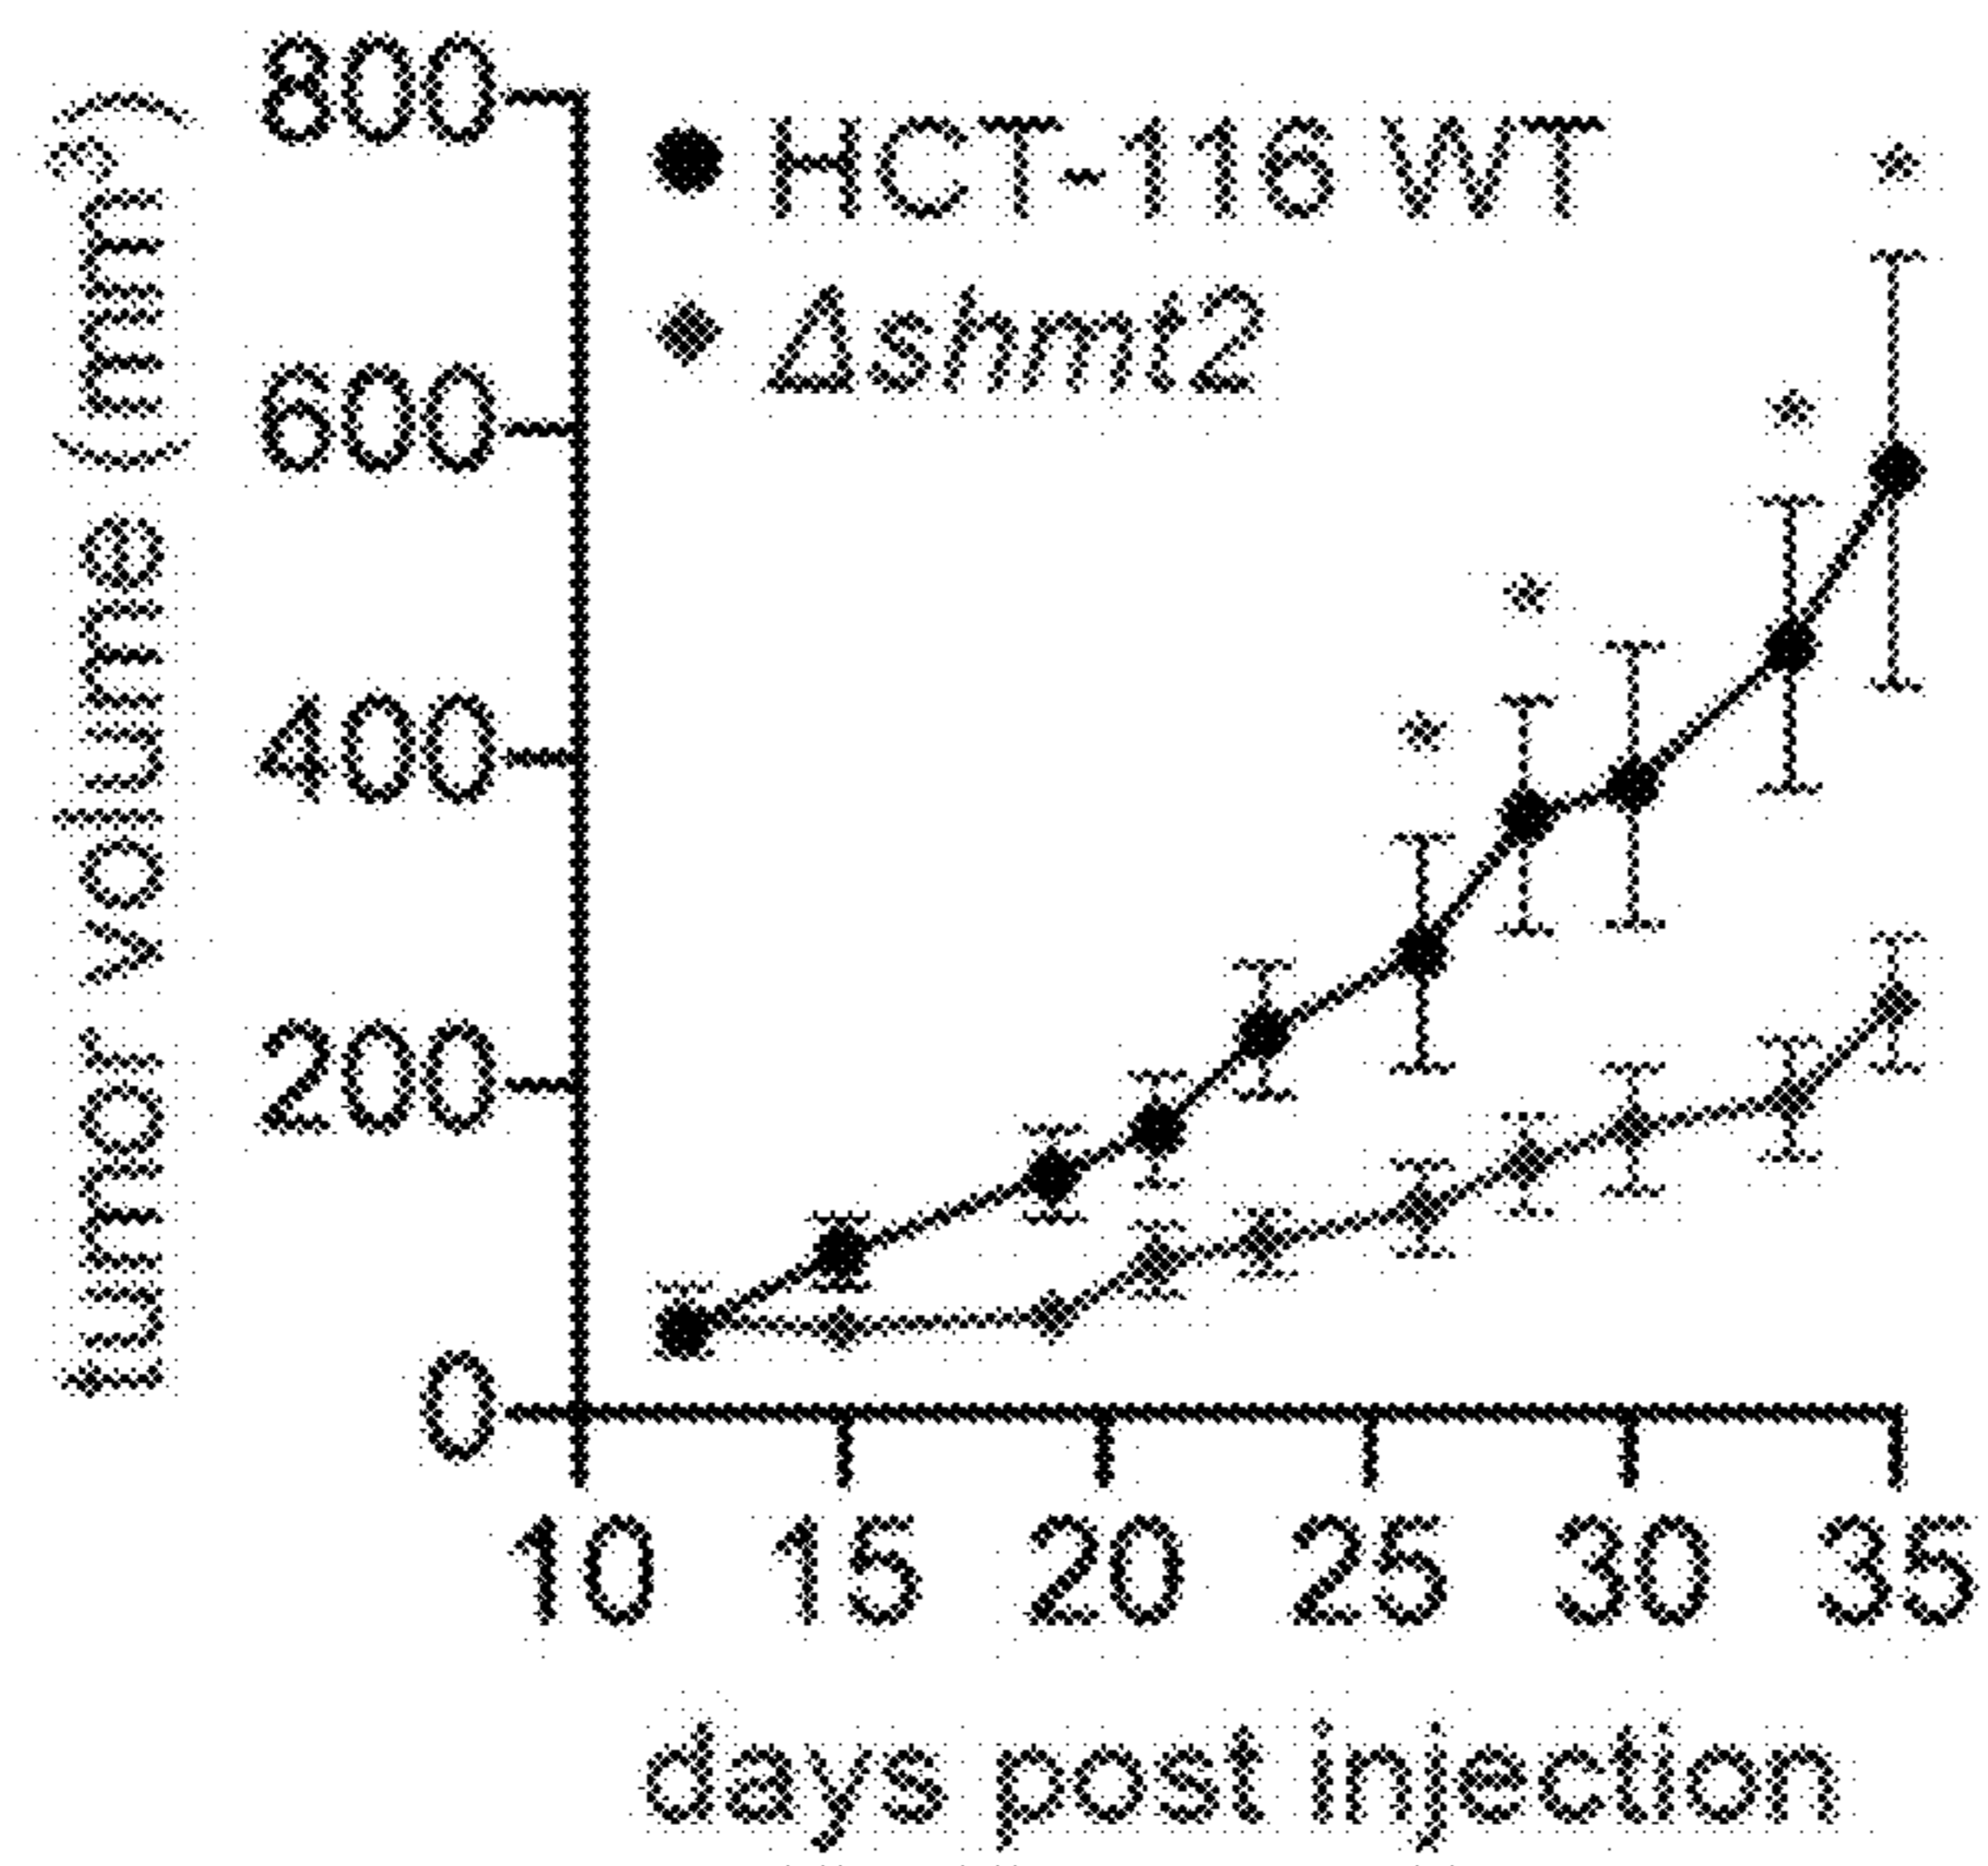 tumor volume (mm³)
800
600
400
200
0
HCT-116 WT
Δshmt2
*
*
*
*
10 15 20 25 30 35
days post injection